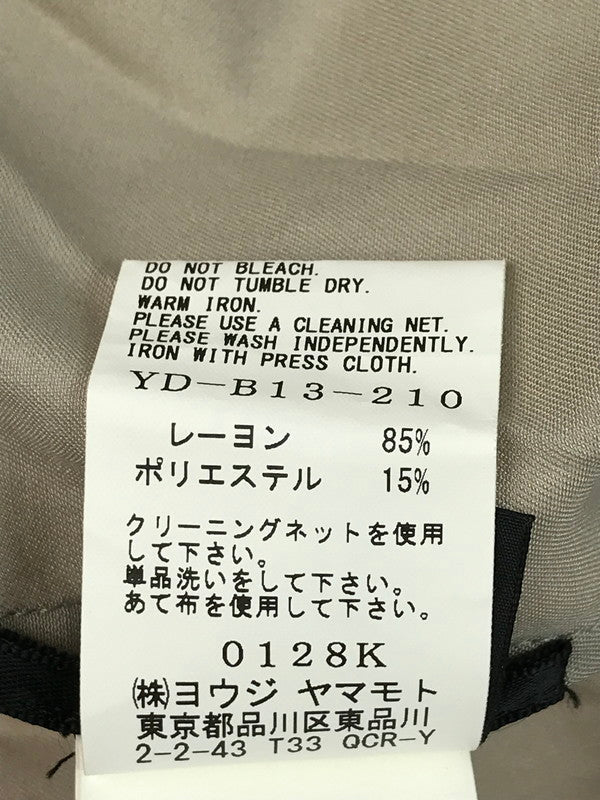 DO NOT BLEACH.
DO NOT TUMBLE DRY.
WARM IRON.
PLEASE USE A CLEANING NET.
PLEASE WASH INDEPENDENTLY.
IRON WITH PRESS CLOTH.
YD-B13-210
レーヨン 85%
ポリエステル 15%
クリーニングネットを使用
して下さい。
単品洗いをして下さい。
あて布を使用して下さい。
0128K
㈱ヨウジ ヤマモト
東京都品川区東品川
2-2-43 T33 QCR-Y